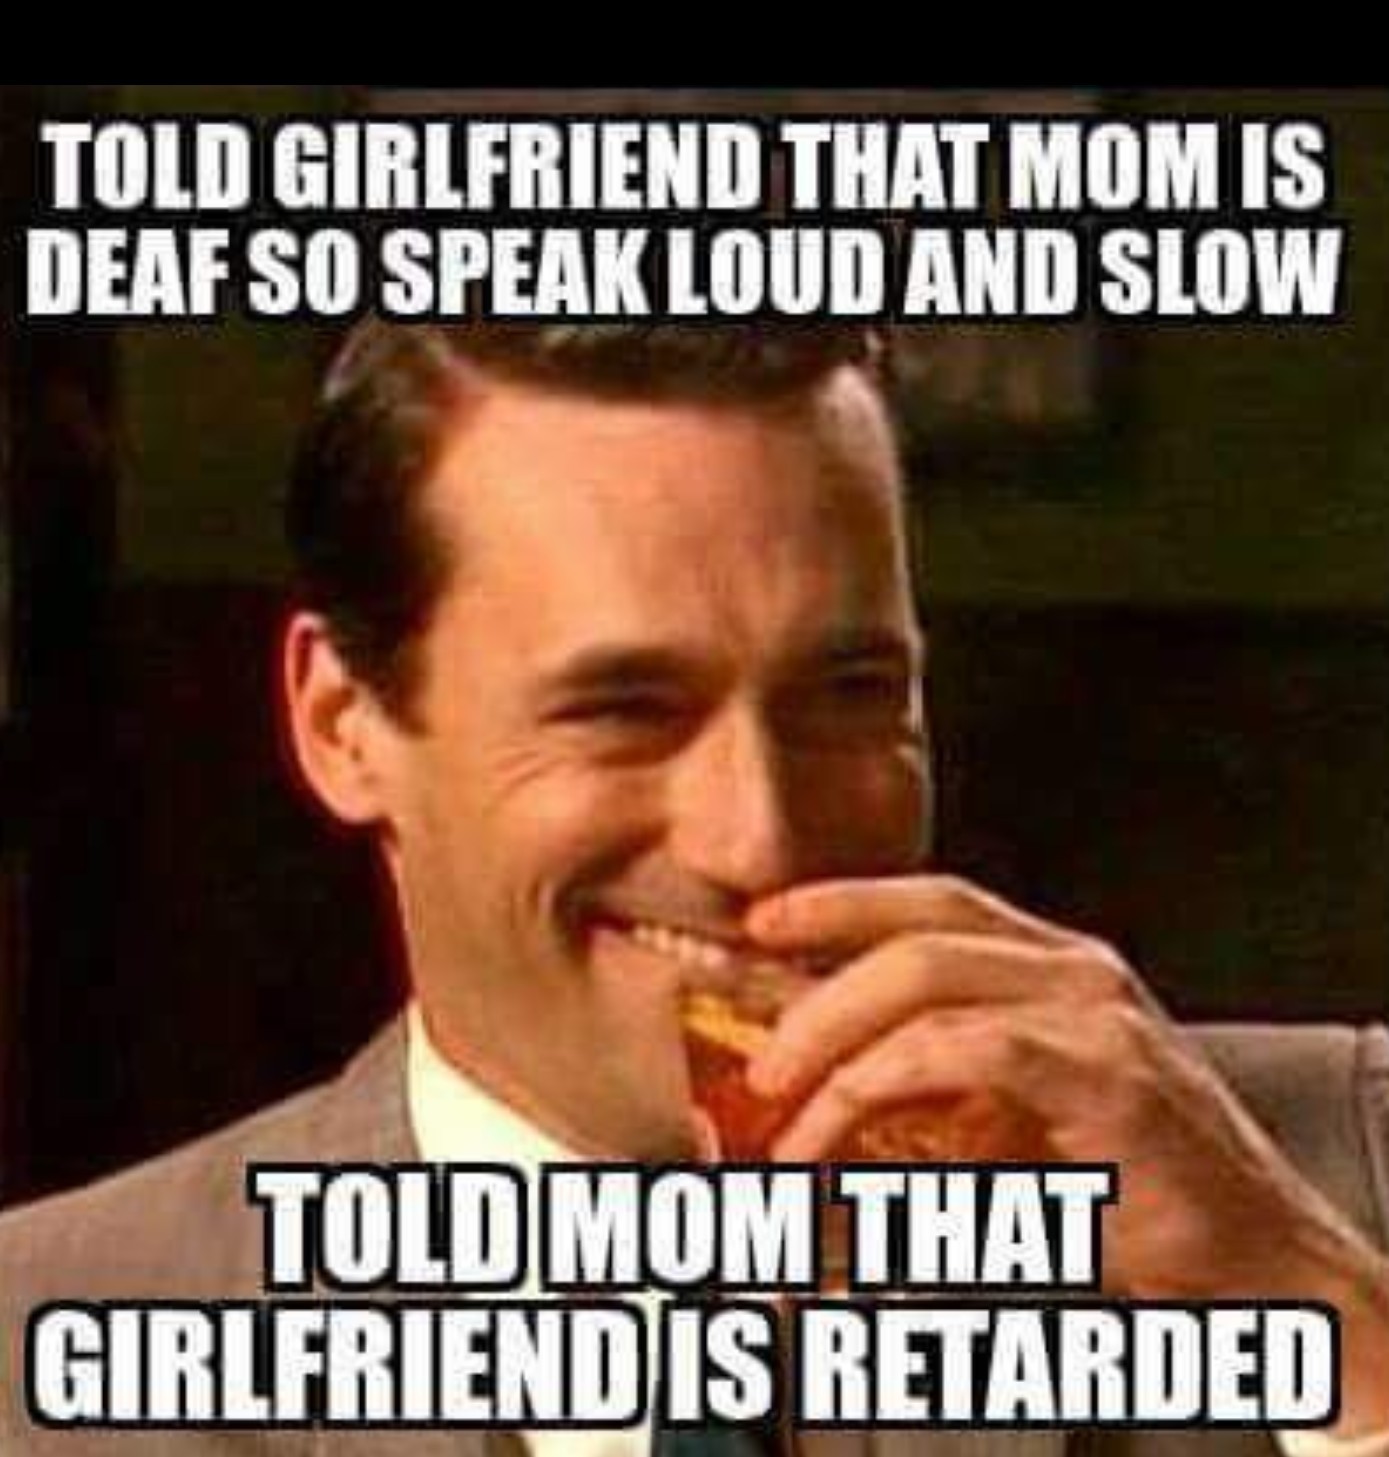 TOLD GIRLFRIEND THAT MOM IS
DEAF SO SPEAK LOUD AND SLOW
TOLD MOM THAT
GIRLFRIEND IS RETARDED